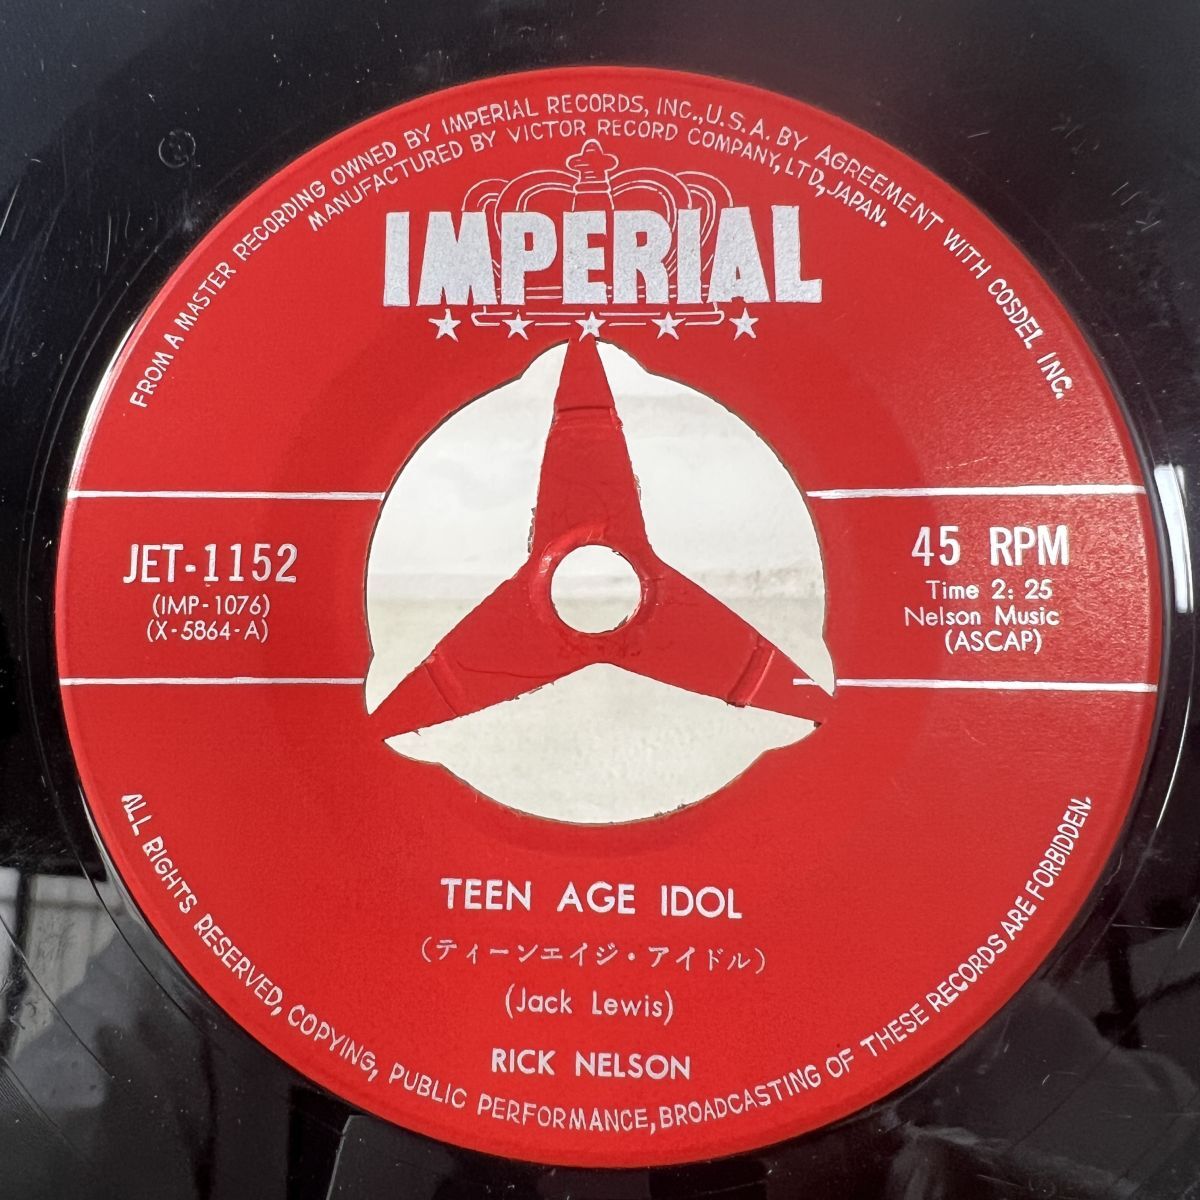 FROM A MASTER RECORDING OWNED BY IMPERIAL RECORDS, INC., U.S.A. BY AGREEMENT WITH COSDEL INC.
MANUFACTURED BY VICTOR RECORD COMPANY, LTD, JAPAN.
IMPERIAL
JET-1152
(IMP-1076)
(X-5864-A)
45 RPM
Time 2: 25
Nelson Music
(ASCAP)
TEEN AGE IDOL
(ティーンエイジ・アイドル)
(Jack Lewis)
RICK NELSON
ALL RIGHTS RESERVED, COPYING, PUBLIC PERFORMANCE, BROADCASTING OF THESE RECORDS ARE FORBIDDEN.